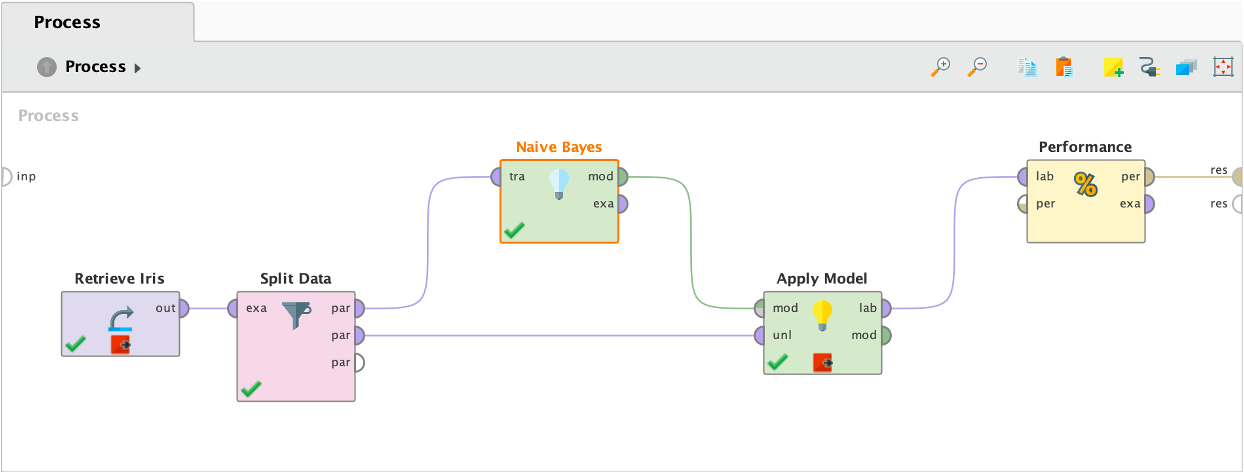 Process
Process
Process
inp
Naive Bayes
tra mod
exa
Performance
lab per
per exa
res
res
Retrieve Iris
out
Split Data
exa par
par
par
Apply Model
mod lab
unl mod